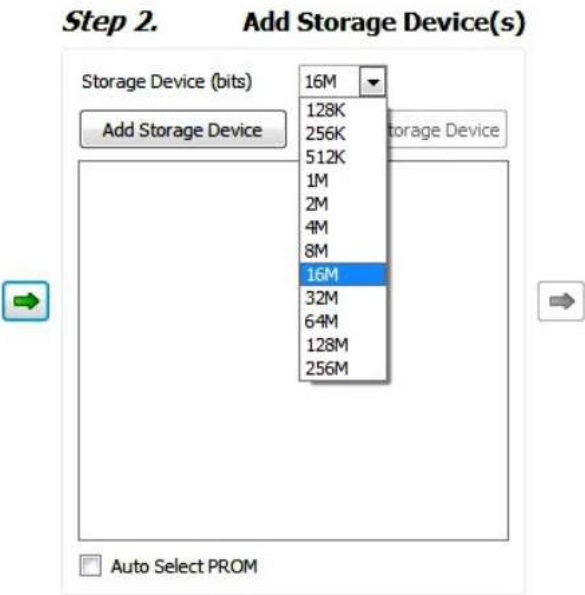 Step 2. Add Storage Device(s)
Storage Device (bits) 16M
Add Storage Device torage Device
128K
256K
512K
1M
2M
4M
8M
16M
32M
64M
128M
256M
Auto Select PROM